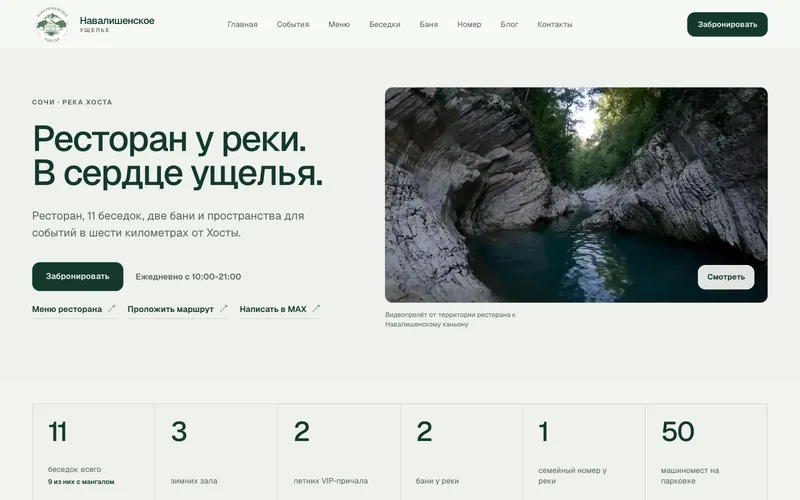 НАВАЛИШЕНСКОЕ
УЩЕЛЬЕ
Навалишенское
УЩЕЛЬЕ
Главная
События
Меню
Беседки
Баня
Номер
Блог
Контакты
Забронировать
СОЧИ · РЕКА ХОСТА
Ресторан у реки.
В сердце ущелья.
Ресторан, 11 беседок, две бани и пространства для
событий в шести километрах от Хосты.
Забронировать
Ежедневно с 10:00-21:00
Меню ресторана ↗
Проложить маршрут ↗
Написать в MAX ↗
Смотреть
Видеопролёт от территории ресторана к
Навалишенскому каньону
11
беседок всего
9 из них с мангалом
3
зимних зала
2
летних VIP-причала
2
бани у реки
1
семейный номер у
реки
50
машиномест на
парковке